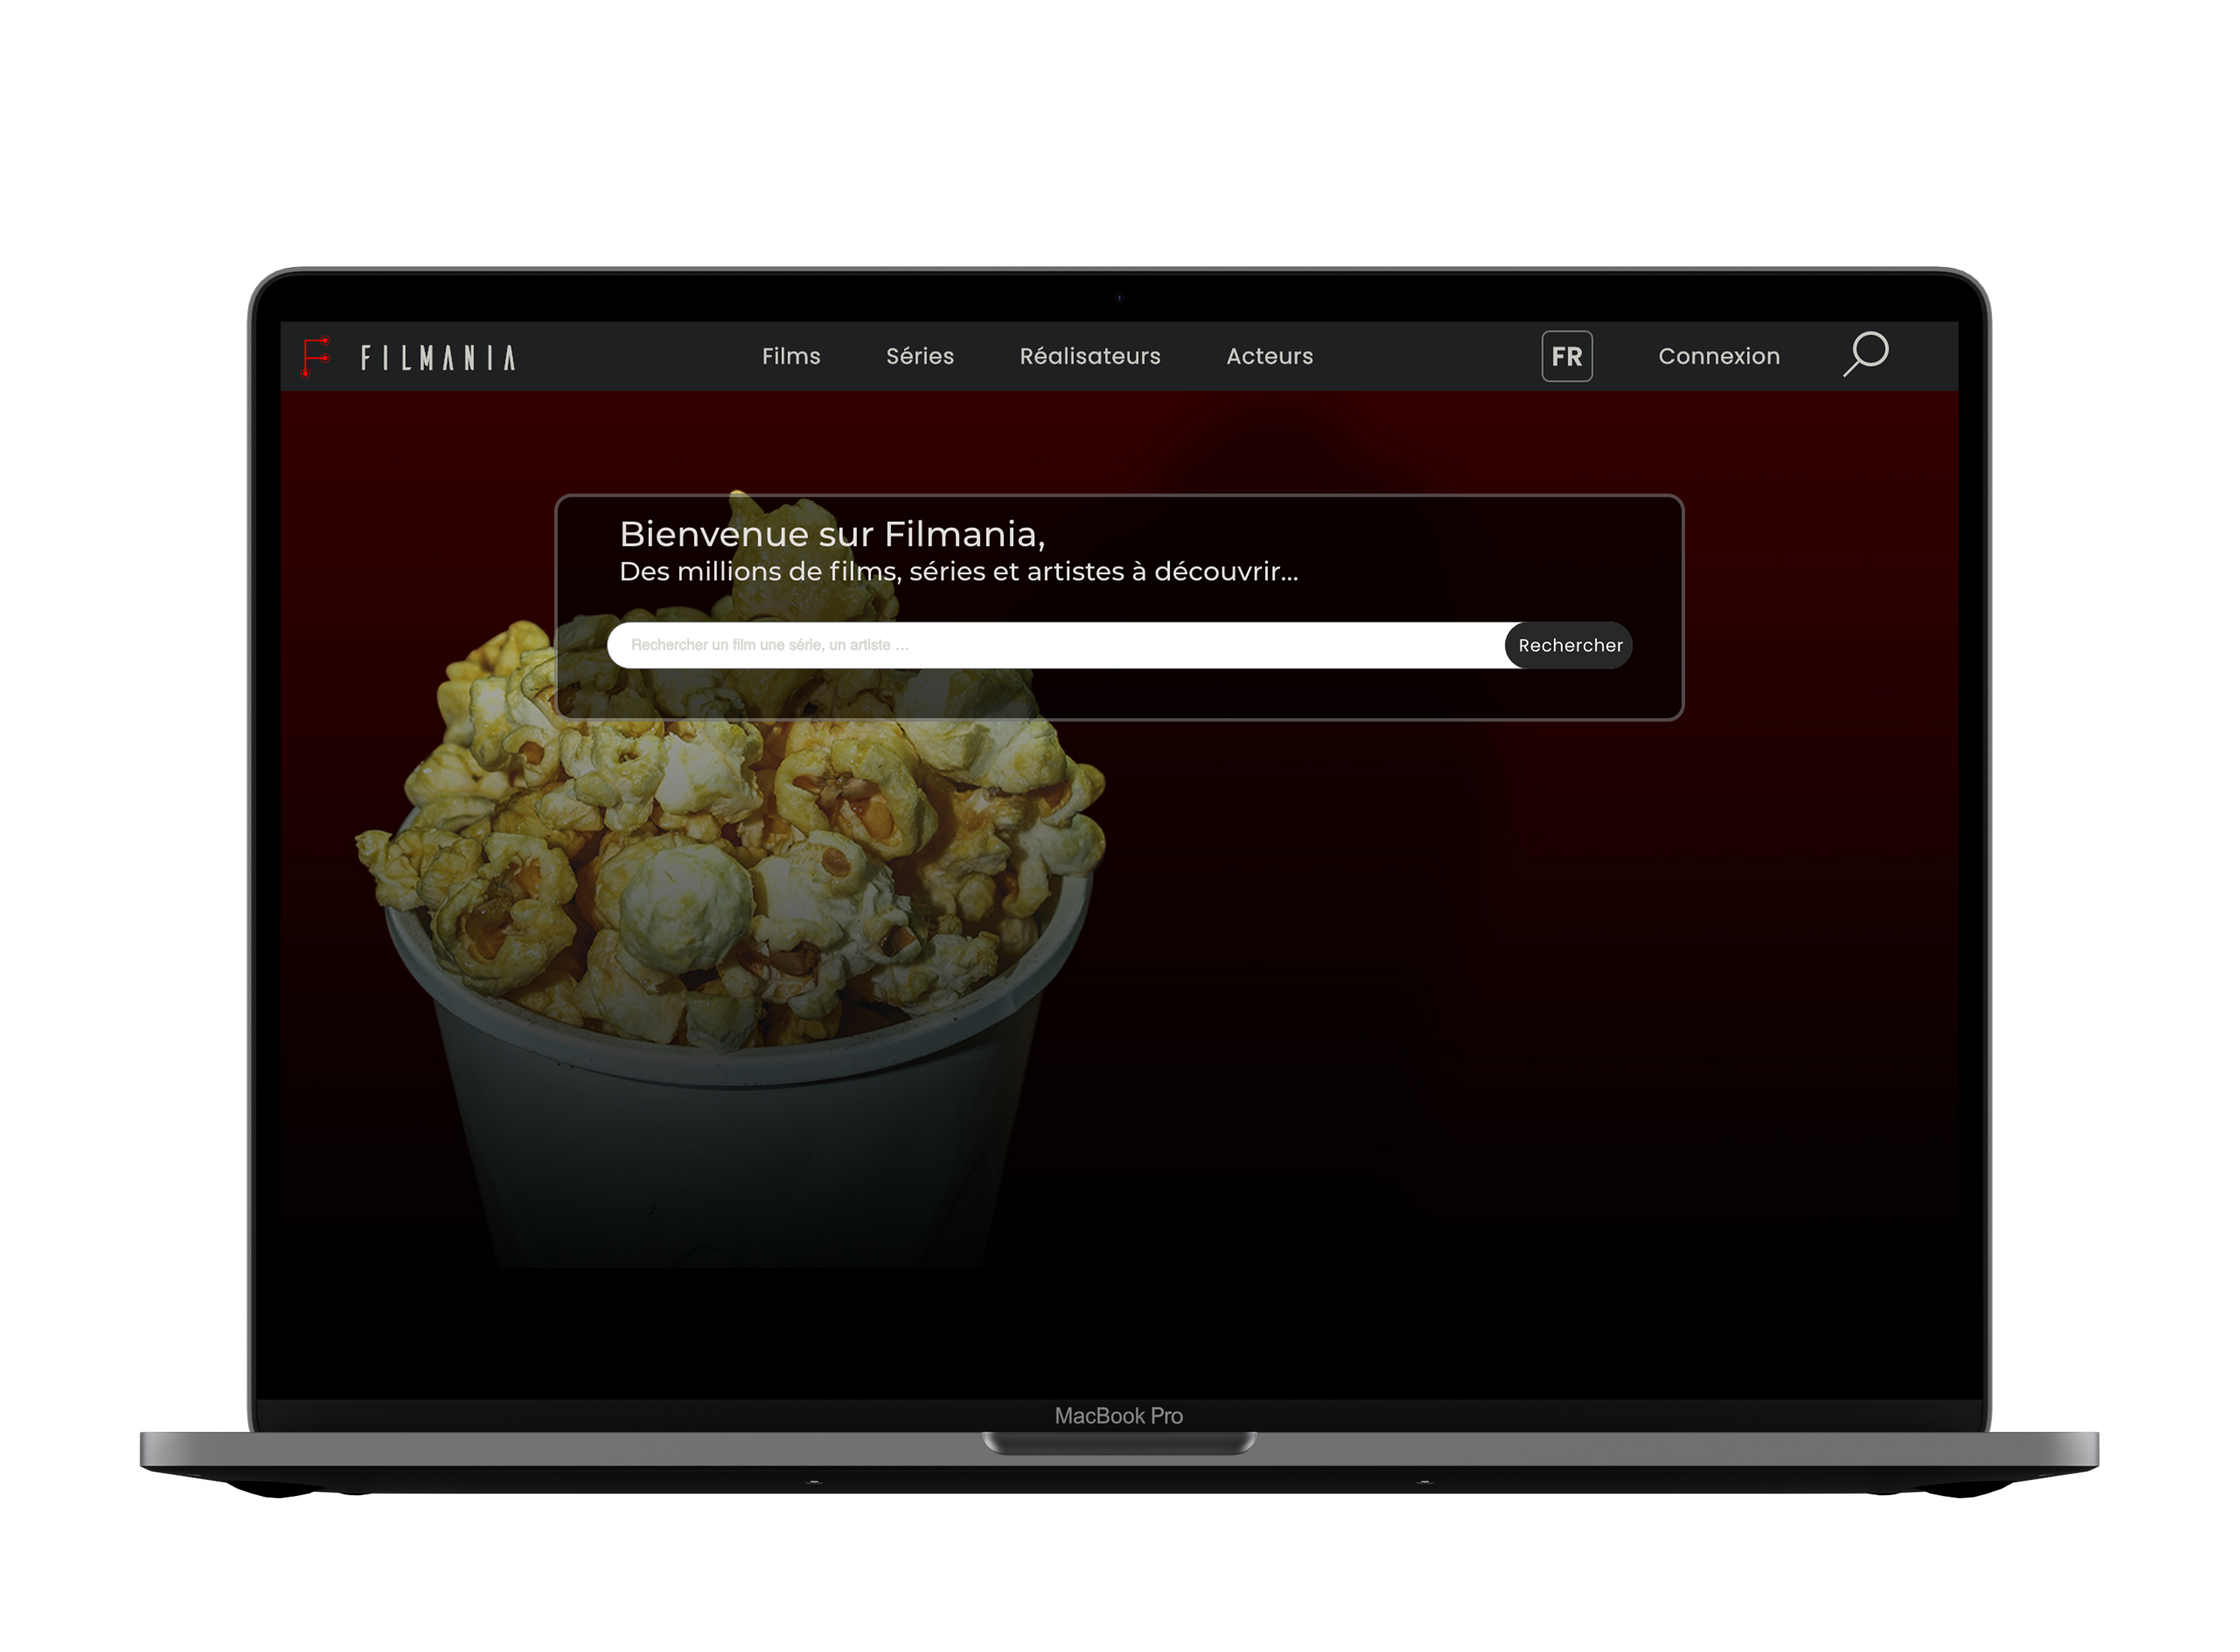 FILMANIA
Films
Séries
Réalisateurs
Acteurs
FR
Connexion
Bienvenue sur Filmania,
Des millions de films, séries et artistes à découvrir...
Rechercher un film une série, un artiste ...
Rechercher
MacBook Pro